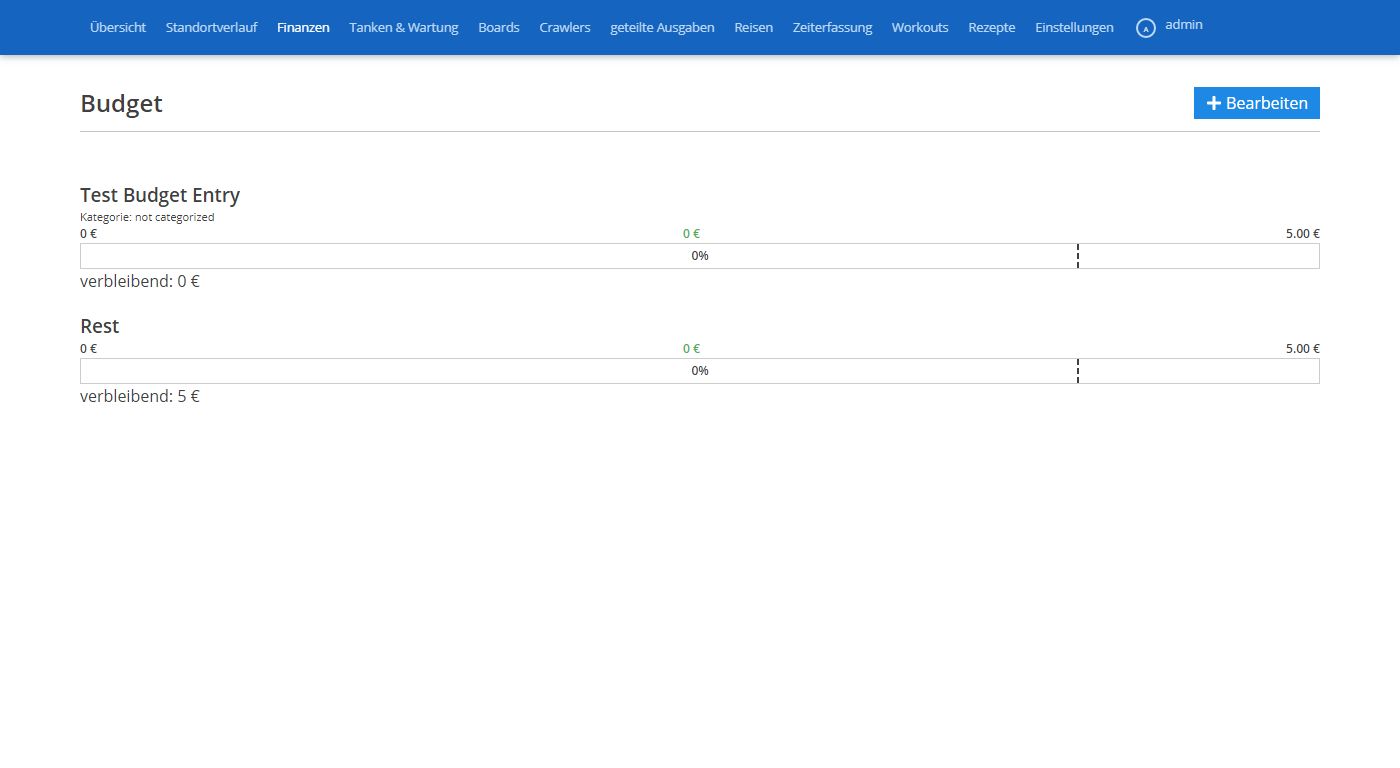 Übersicht Standortverlauf Finanzen Tanken & Wartung Boards Crawlers geteilte Ausgaben Reisen Zeiterfassung Workouts Rezepte Einstellungen A admin
Budget
Bearbeiten
Test Budget Entry
Kategorie: not categorized
0 € 0 € 5.00 €
0%
verbleibend: 0 €
Rest
0 € 0 € 5.00 €
0%
verbleibend: 5 €